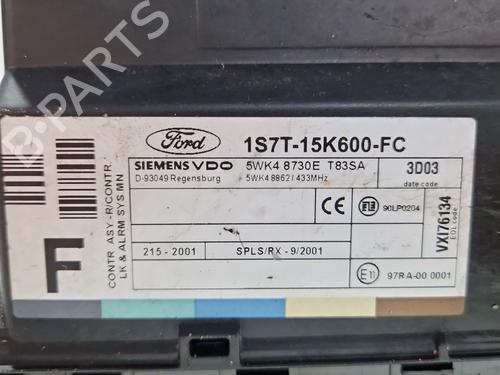 B-PARTS
Ford
1S7T-15K600-FC
SIEMENS VDO
5WK4 8730E T83SA
D-93049 Regensburg
5WK4 8862 / 433MHz
3D03
date code
CE
90LP0204
VXI76134
EOL code
215 - 2001
SPLS/RX - 9/2001
E11
97RA-00 0001
CONTR ASY -R/CONTR.
LK & ALRM SYS MN
F